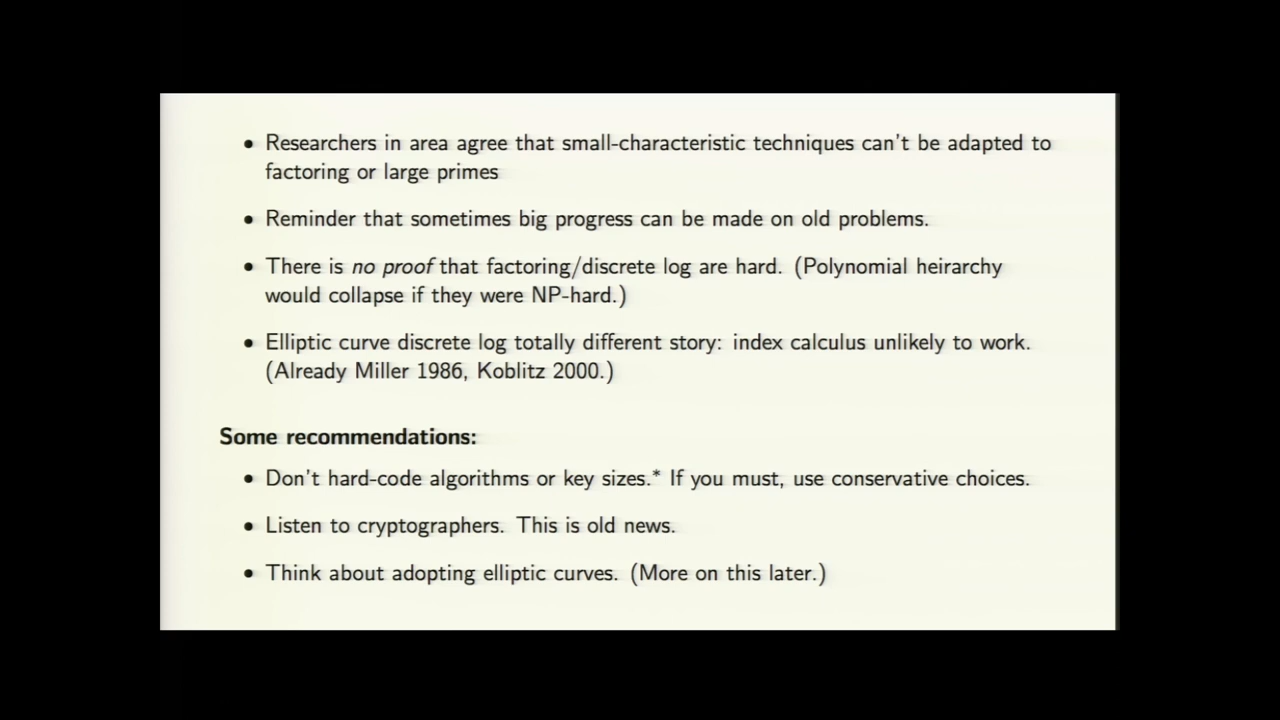 • Researchers in area agree that small-characteristic techniques can't be adapted to
factoring or large primes
• Reminder that sometimes big progress can be made on old problems.
• There is no proof that factoring/discrete log are hard. (Polynomial heirarchy
would collapse if they were NP-hard.)
• Elliptic curve discrete log totally different story: index calculus unlikely to work.
(Already Miller 1986, Koblitz 2000.)
Some recommendations:
• Don't hard-code algorithms or key sizes.* If you must, use conservative choices.
• Listen to cryptographers. This is old news.
• Think about adopting elliptic curves. (More on this later.)